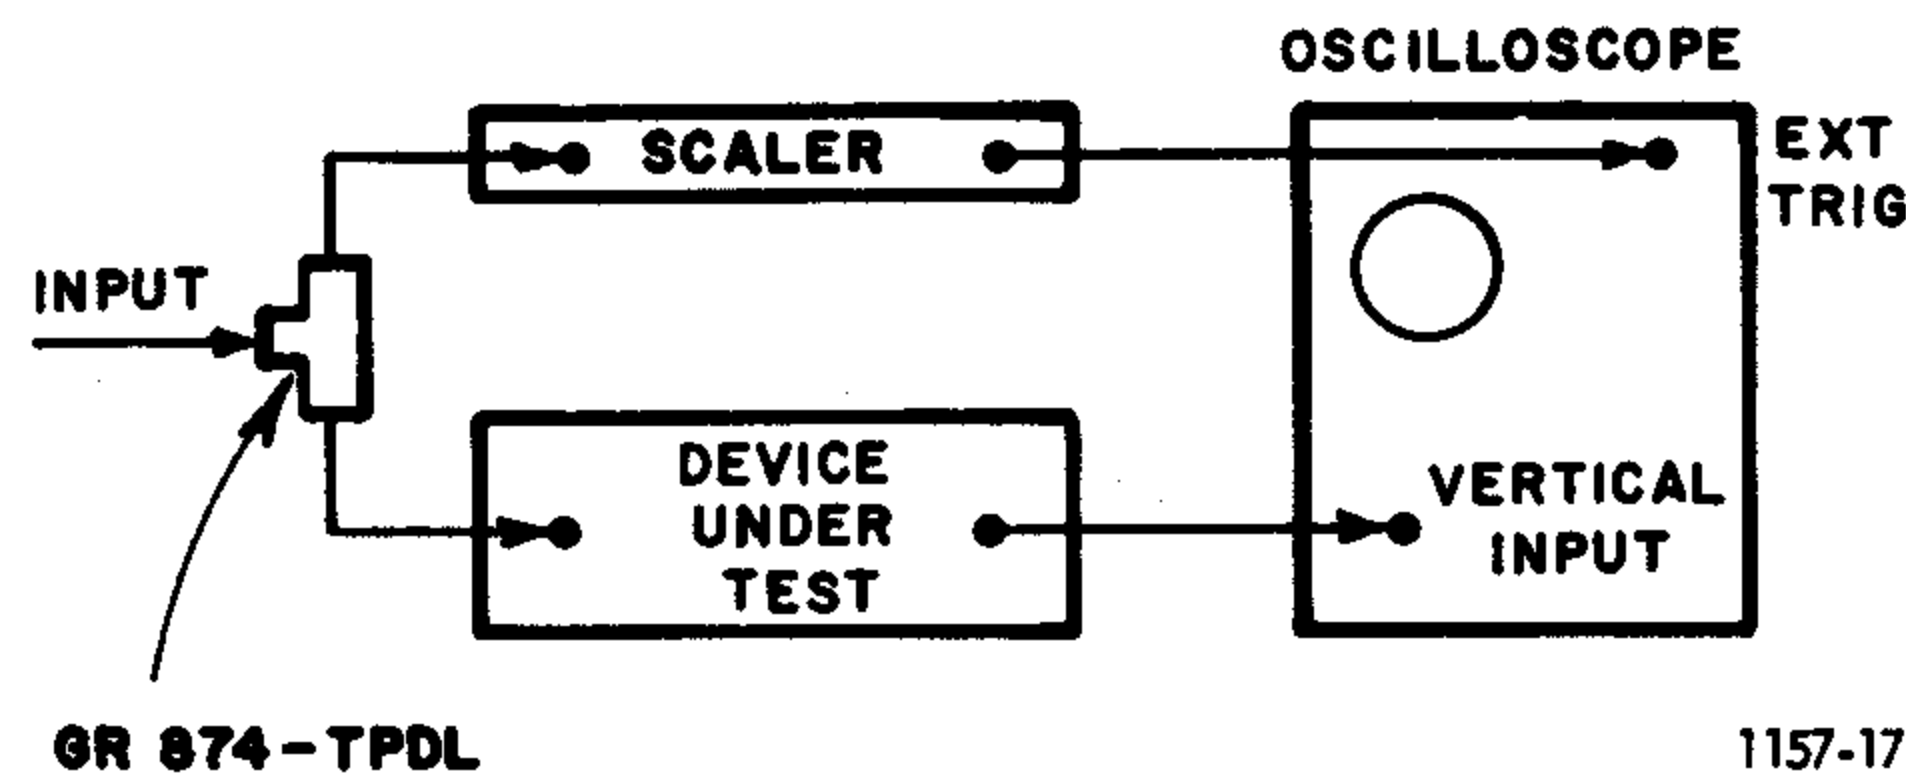 OSCILLOSCOPE
SCALER
EXT
TRIG
INPUT
DEVICE
UNDER
TEST
VERTICAL
INPUT
GR 874-TPDL
1157-17